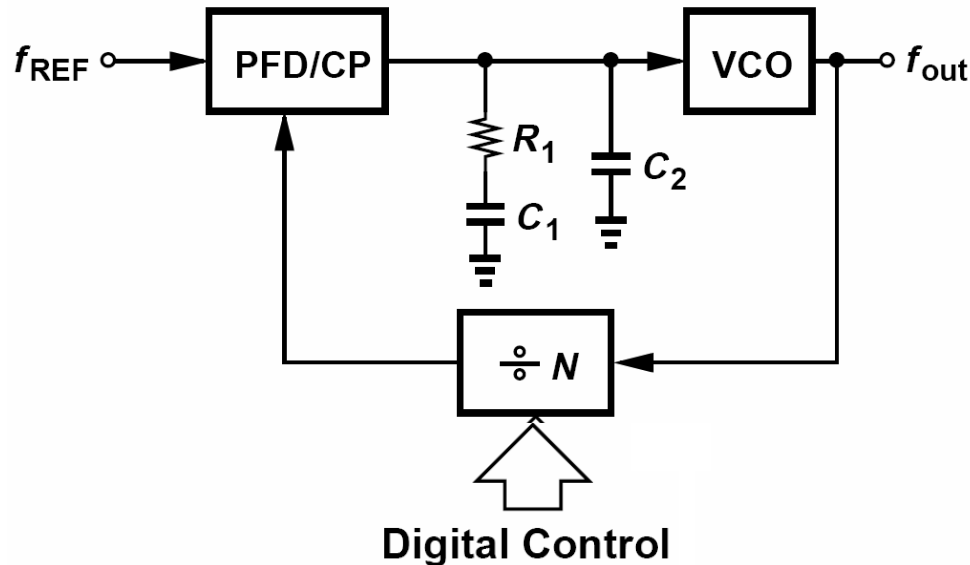 fREF PFD/CP VCO fout
R1
C1
C2
÷ N
Digital Control